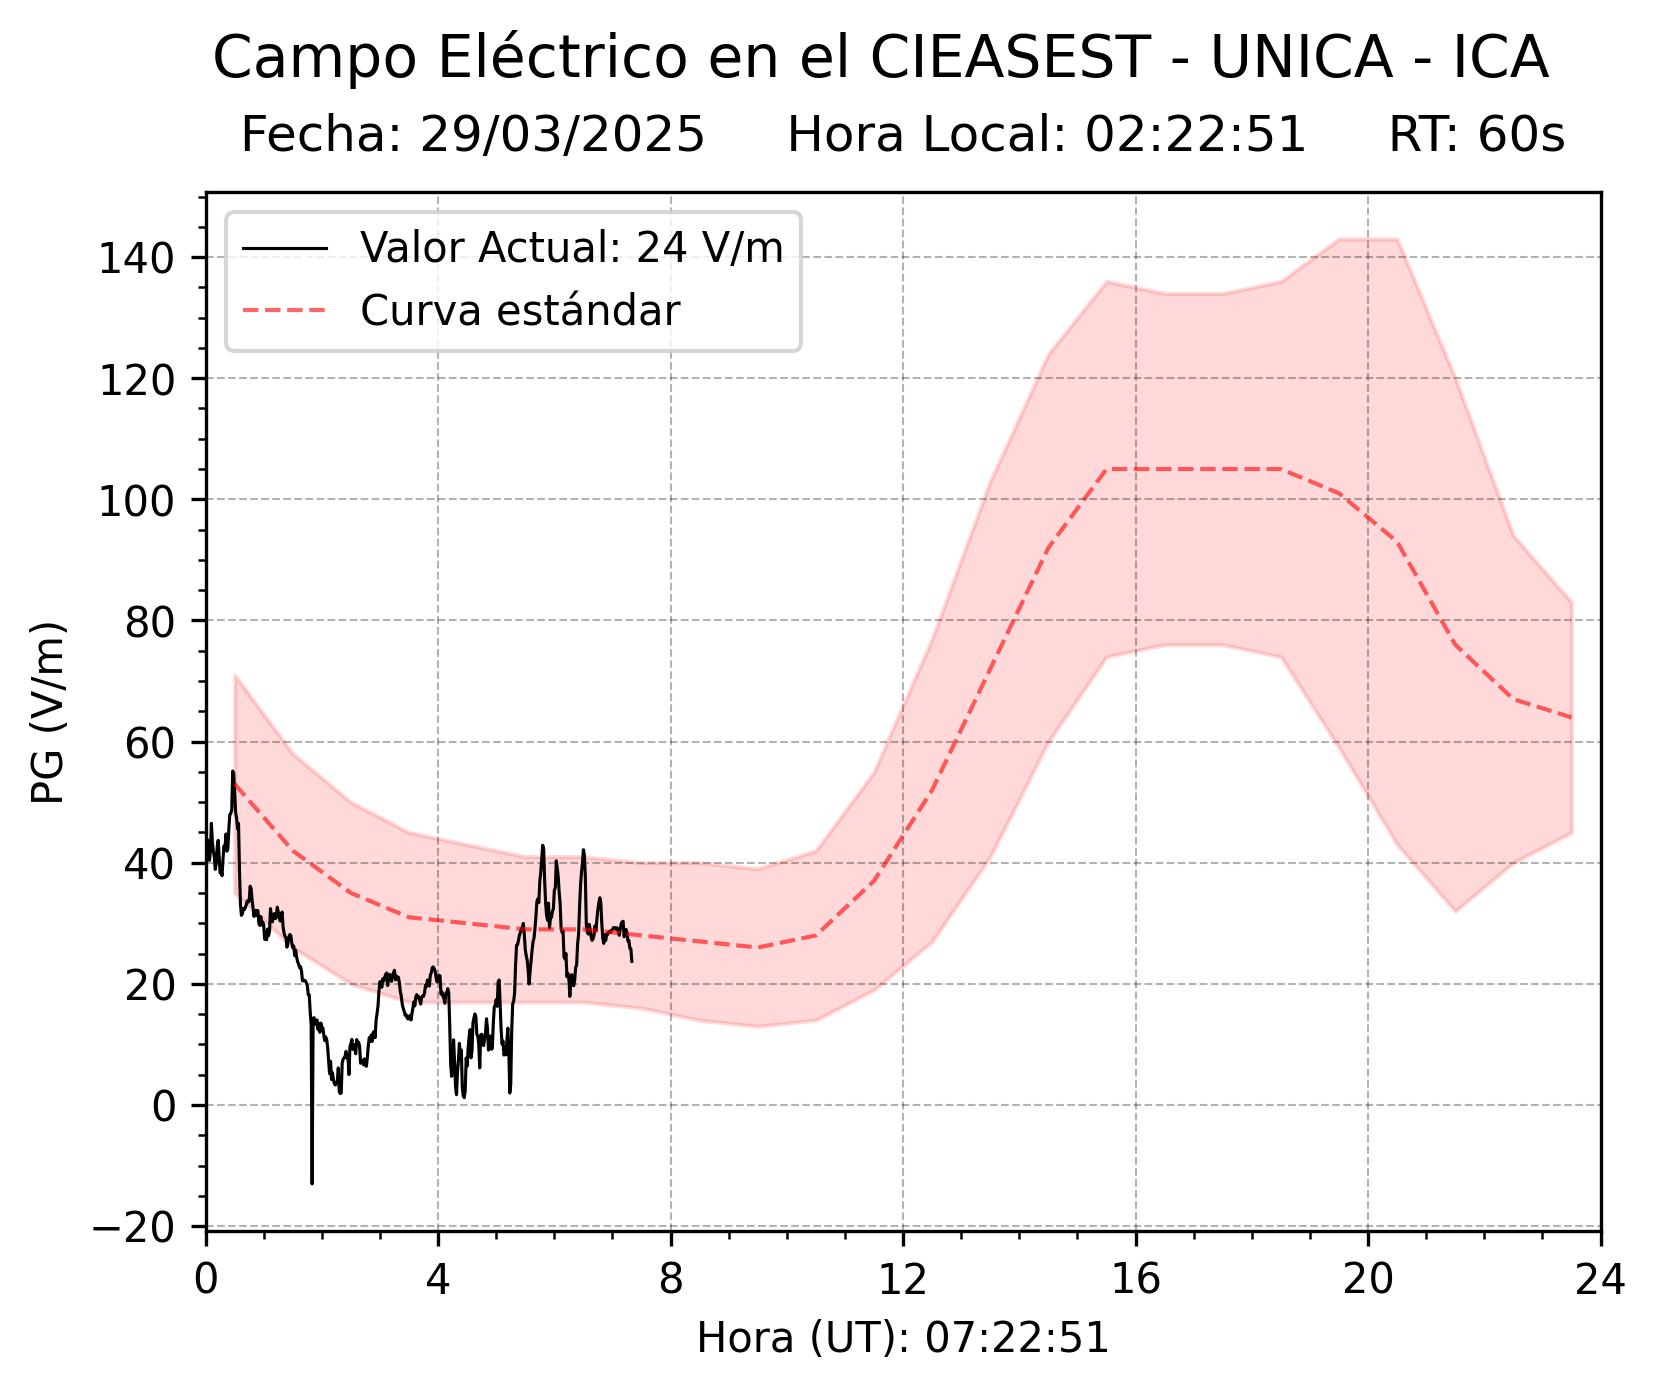 Campo Eléctrico en el CIEASEST - UNICA - ICA
Fecha: 29/03/2025 Hora Local: 02:22:51 RT: 60s
Valor Actual: 24 V/m
Curva estándar
140
120
100
80
60
40
20
0
−20
PG (V/m)
0 4 8 12 16 20 24
Hora (UT): 07:22:51